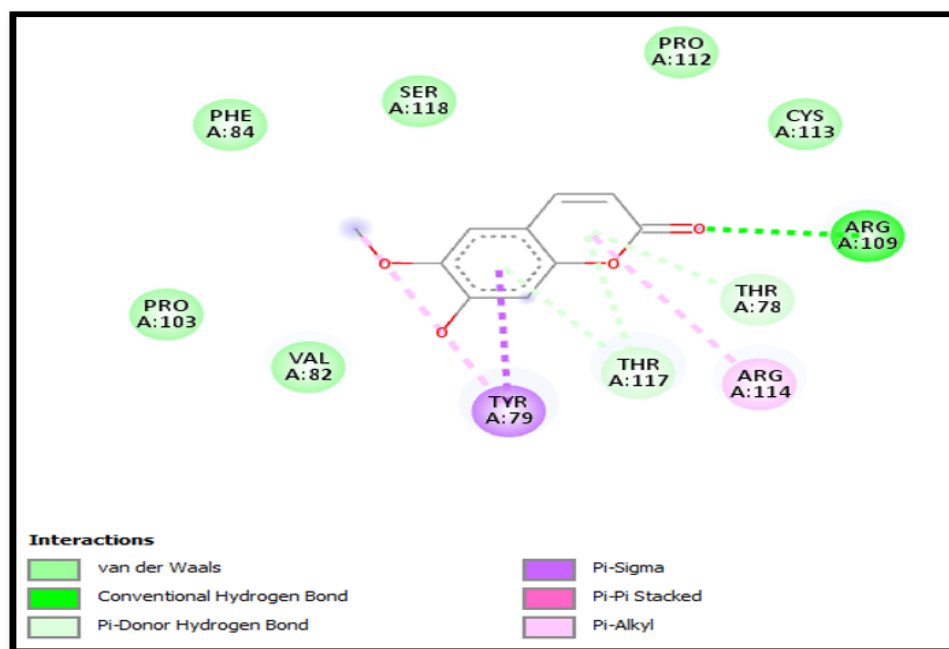 PRO
A:112
SER
A:118
PHE
A:84
CYS
A:113
ARG
A:109
THR
A:78
PRO
A:103
VAL
A:82
THR
A:117
ARG
A:114
TYR
A:79
O
O
O
O
Interactions
van der Waals
Conventional Hydrogen Bond
Pi-Donor Hydrogen Bond
Pi-Sigma
Pi-Pi Stacked
Pi-Alkyl